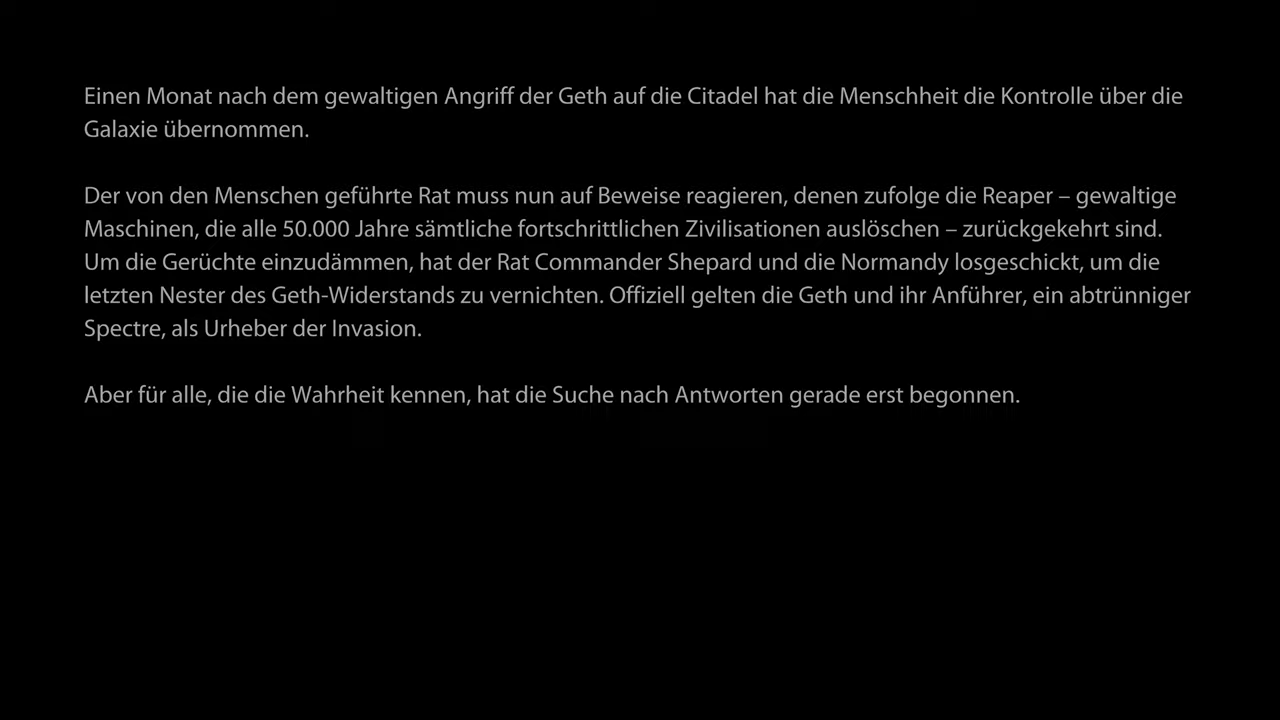 Einen Monat nach dem gewaltigen Angriff der Geth auf die Citadel hat die Menschheit die Kontrolle über die
Galaxie übernommen.
Der von den Menschen geführte Rat muss nun auf Beweise reagieren, denen zufolge die Reaper – gewaltige
Maschinen, die alle 50.000 Jahre sämtliche fortschrittlichen Zivilisationen auslöschen – zurückgekehrt sind.
Um die Gerüchte einzudämmen, hat der Rat Commander Shepard und die Normandy losgeschickt, um die
letzten Nester des Geth-Widerstands zu vernichten. Offiziell gelten die Geth und ihr Anführer, ein abtrünniger
Spectre, als Urheber der Invasion.
Aber für alle, die die Wahrheit kennen, hat die Suche nach Antworten gerade erst begonnen.